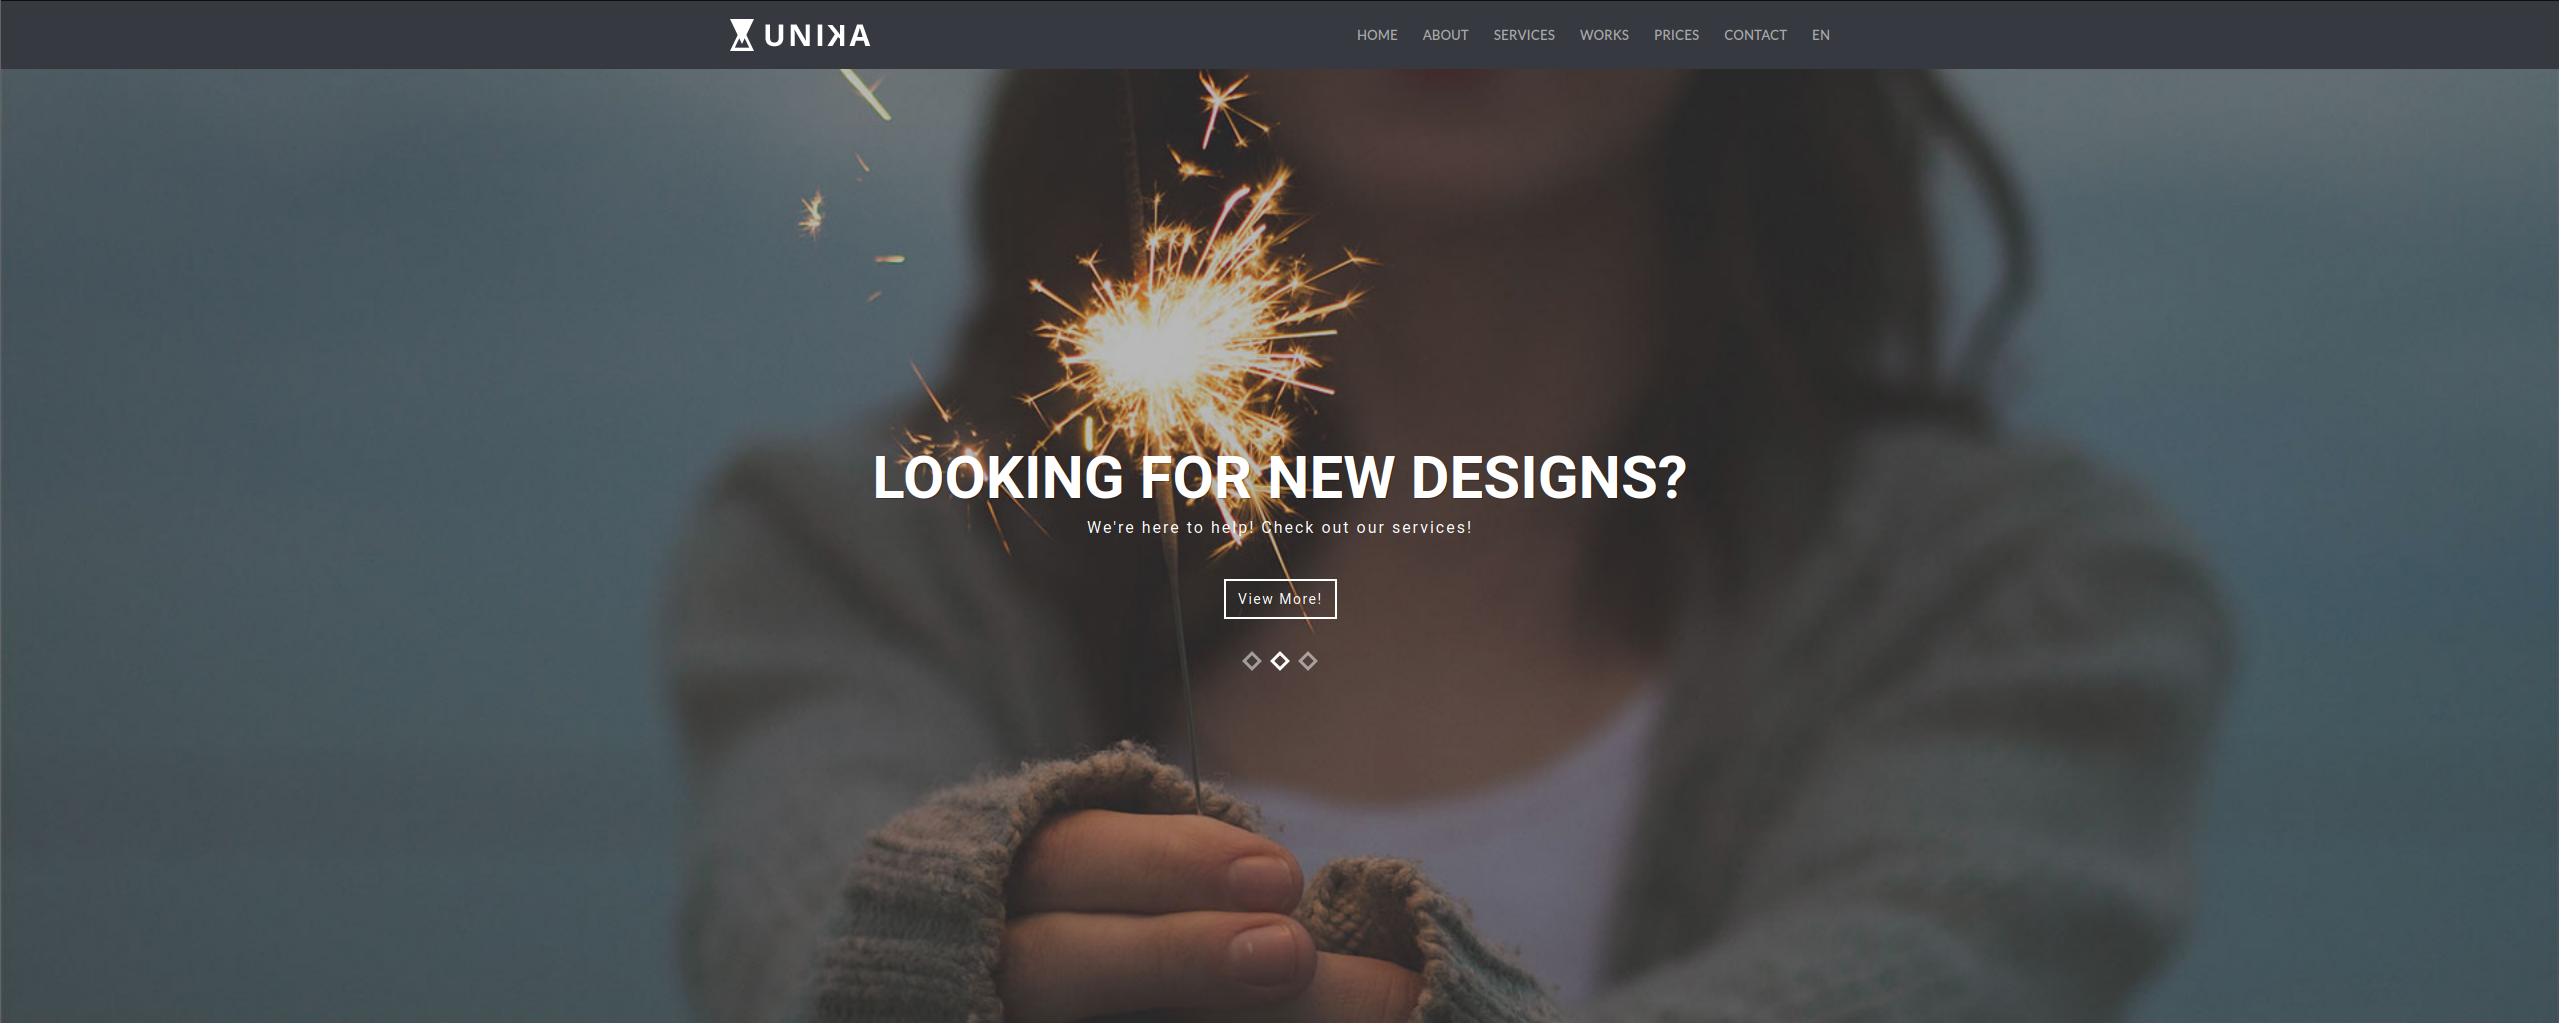 UNIKA
HOME ABOUT SERVICES WORKS PRICES CONTACT EN
LOOKING FOR NEW DESIGNS?
We're here to help! Check out our services!
View More!